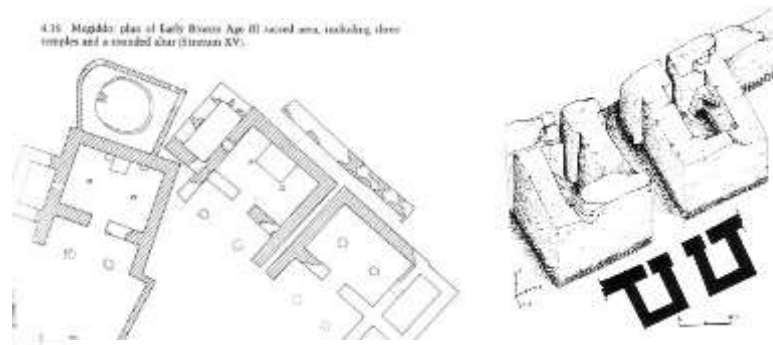 4.16 Megiddo: plan of Early Bronze Age III sacred area, including three
temples and a rounded altar (Stratum XV).